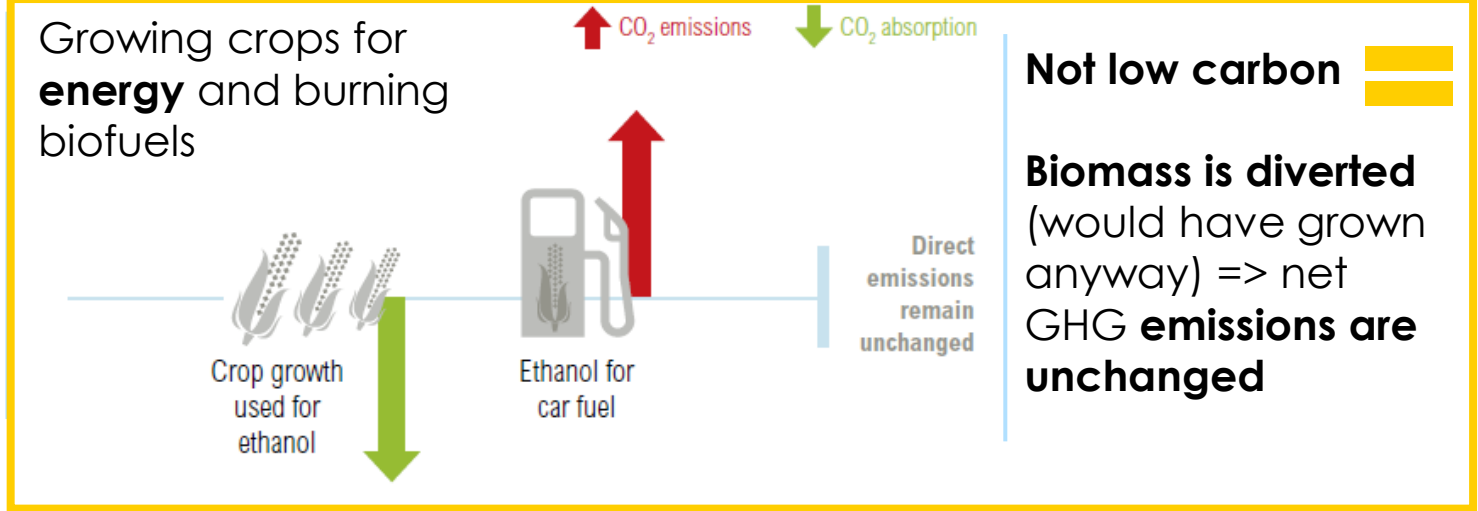 Growing crops for
energy and burning
biofuels
CO₂ emissions
CO₂ absorption
Crop growth
used for
ethanol
Ethanol for
car fuel
Direct
emissions
remain
unchanged
Not low carbon
Biomass is diverted
(would have grown
anyway) => net
GHG emissions are
unchanged